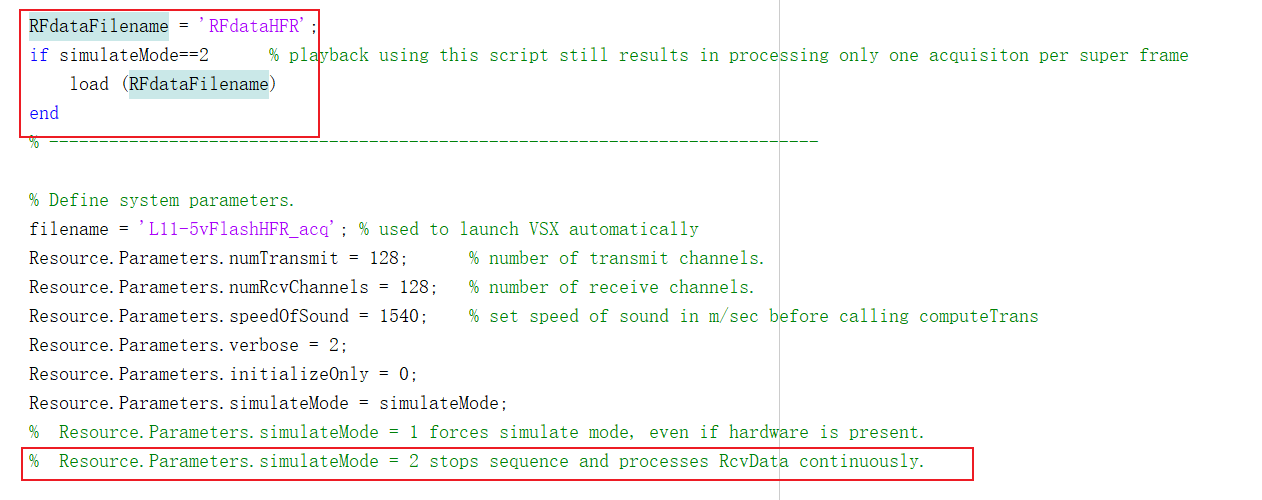 RFdataFilename = 'RFdataHFR';
if simulateMode==2      % playback using this script still results in processing only one acquisiton per super frame
    load (RFdataFilename)
end
% -----------------------------------------------------------------------------
% Define system parameters.
filename = 'L11-5vFlashHFR_acq'; % used to launch VSX automatically
Resource.Parameters.numTransmit = 128;      % number of transmit channels.
Resource.Parameters.numRcvChannels = 128;   % number of receive channels.
Resource.Parameters.speedOfSound = 1540;    % set speed of sound in m/sec before calling computeTrans
Resource.Parameters.verbose = 2;
Resource.Parameters.initializeOnly = 0;
Resource.Parameters.simulateMode = simulateMode;
%  Resource.Parameters.simulateMode = 1 forces simulate mode, even if hardware is present.
%  Resource.Parameters.simulateMode = 2 stops sequence and processes RcvData continuously.